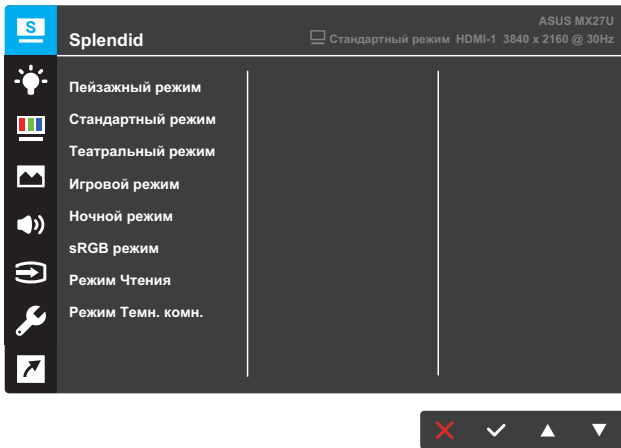 S
ASUS MX27U
Splendid
Стандартный режим HDMI-1 3840 x 2160 @ 30Hz
Пейзажный режим
Стандартный режим
Театральный режим
Игровой режим
Ночной режим
sRGB режим
Режим Чтения
Режим Темн. комн.